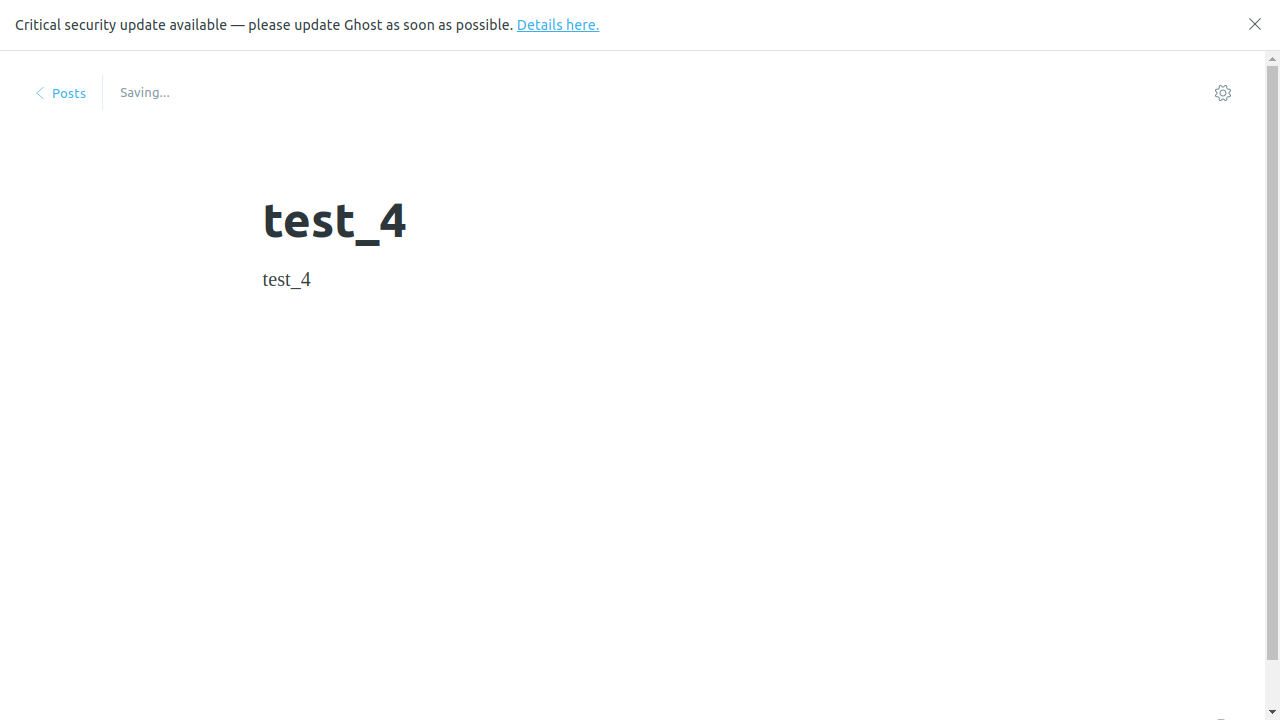 Critical security update available — please update Ghost as soon as possible. Details here.
Posts
Saving...
test_4
test_4